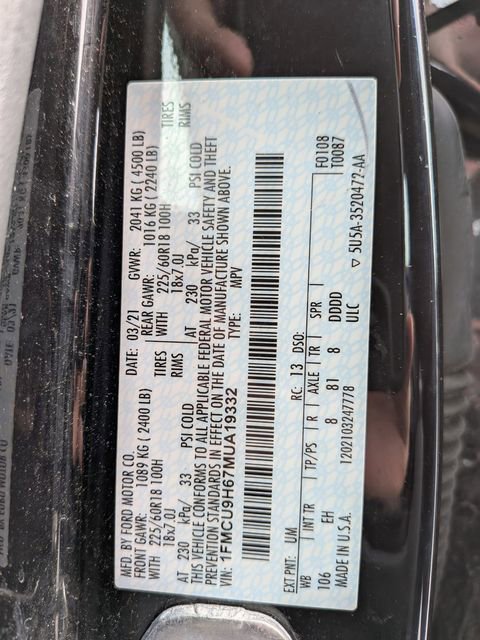 MFD. BY FORD MOTOR CO.
DATE: 03/21 GVWR: 2041 KG ( 4500 LB)
FRONT GAWR: 1089 KG ( 2400 LB) REAR GAWR: 1016 KG ( 2240 LB)
WITH 225/60R18 100H TIRES WITH 225/60R18 100H TIRES
18x7.0J RIMS 18x7.0J RIMS
AT 230 kPa/ 33 PSI COLD AT 230 kPa/ 33 PSI COLD
THIS VEHICLE CONFORMS TO ALL APPLICABLE FEDERAL MOTOR VEHICLE SAFETY AND THEFT
PREVENTION STANDARDS IN EFFECT ON THE DATE OF MANUFACTURE SHOWN ABOVE.
VIN: 1FMCU9H67MUA19332 TYPE: MPV
F0108
T0087
EXT PNT: UM RC: 13 DSO:
WB INT TR TP/PS R AXLE TR SPR
106 EH 8 81 8 DDDD
MADE IN U.S.A. ULC
1202103247778
▽ 5U5A-3520472-AA